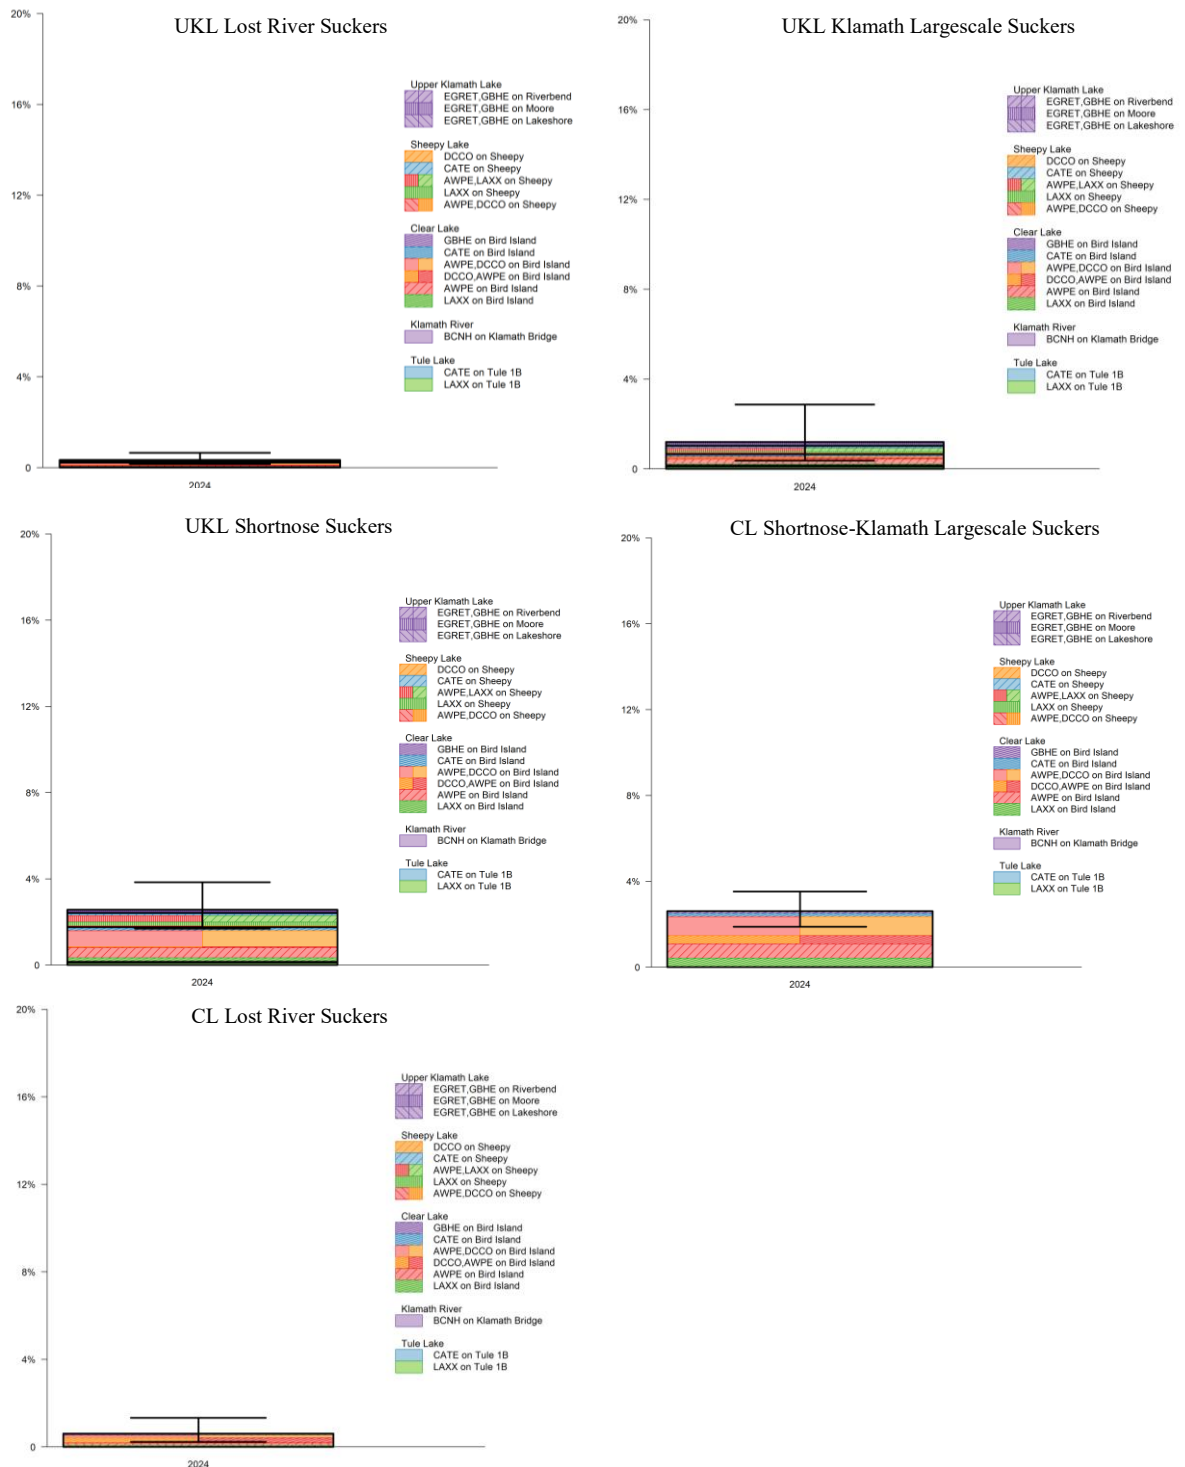 UKL Lost River Suckers
20%
16%
12%
8%
4%
0
2024
Upper Klamath Lake
EGRET,GBHE on Riverbend
EGRET,GBHE on Moore
EGRET,GBHE on Lakeshore
Sheepy Lake
DCCO on Sheepy
CATE on Sheepy
AWPE,LAXX on Sheepy
LAXX on Sheepy
AWPE,DCCO on Sheepy
Clear Lake
GBHE on Bird Island
CATE on Bird Island
AWPE,DCCO on Bird Island
DCCO,AWPE on Bird Island
AWPE on Bird Island
LAXX on Bird Island
Klamath River
BCNH on Klamath Bridge
Tule Lake
CATE on Tule 1B
LAXX on Tule 1B
UKL Klamath Largescale Suckers
20%
16%
12%
8%
4%
0
2024
Upper Klamath Lake
EGRET,GBHE on Riverbend
EGRET,GBHE on Moore
EGRET,GBHE on Lakeshore
Sheepy Lake
DCCO on Sheepy
CATE on Sheepy
AWPE,LAXX on Sheepy
LAXX on Sheepy
AWPE,DCCO on Sheepy
Clear Lake
GBHE on Bird Island
CATE on Bird Island
AWPE,DCCO on Bird Island
DCCO,AWPE on Bird Island
AWPE on Bird Island
LAXX on Bird Island
Klamath River
BCNH on Klamath Bridge
Tule Lake
CATE on Tule 1B
LAXX on Tule 1B
UKL Shortnose Suckers
20%
16%
12%
8%
4%
0
2024
Upper Klamath Lake
EGRET,GBHE on Riverbend
EGRET,GBHE on Moore
EGRET,GBHE on Lakeshore
Sheepy Lake
DCCO on Sheepy
CATE on Sheepy
AWPE,LAXX on Sheepy
LAXX on Sheepy
AWPE,DCCO on Sheepy
Clear Lake
GBHE on Bird Island
CATE on Bird Island
AWPE,DCCO on Bird Island
DCCO,AWPE on Bird Island
AWPE on Bird Island
LAXX on Bird Island
Klamath River
BCNH on Klamath Bridge
Tule Lake
CATE on Tule 1B
LAXX on Tule 1B
CL Shortnose-Klamath Largescale Suckers
20%
16%
12%
8%
4%
0
2024
Upper Klamath Lake
EGRET,GBHE on Riverbend
EGRET,GBHE on Moore
EGRET,GBHE on Lakeshore
Sheepy Lake
DCCO on Sheepy
CATE on Sheepy
AWPE,LAXX on Sheepy
LAXX on Sheepy
AWPE,DCCO on Sheepy
Clear Lake
GBHE on Bird Island
CATE on Bird Island
AWPE,DCCO on Bird Island
DCCO,AWPE on Bird Island
AWPE on Bird Island
LAXX on Bird Island
Klamath River
BCNH on Klamath Bridge
Tule Lake
CATE on Tule 1B
LAXX on Tule 1B
CL Lost River Suckers
20%
16%
12%
8%
4%
0
2024
Upper Klamath Lake
EGRET,GBHE on Riverbend
EGRET,GBHE on Moore
EGRET,GBHE on Lakeshore
Sheepy Lake
DCCO on Sheepy
CATE on Sheepy
AWPE,LAXX on Sheepy
LAXX on Sheepy
AWPE,DCCO on Sheepy
Clear Lake
GBHE on Bird Island
CATE on Bird Island
AWPE,DCCO on Bird Island
DCCO,AWPE on Bird Island
AWPE on Bird Island
LAXX on Bird Island
Klamath River
BCNH on Klamath Bridge
Tule Lake
CATE on Tule 1B
LAXX on Tule 1B